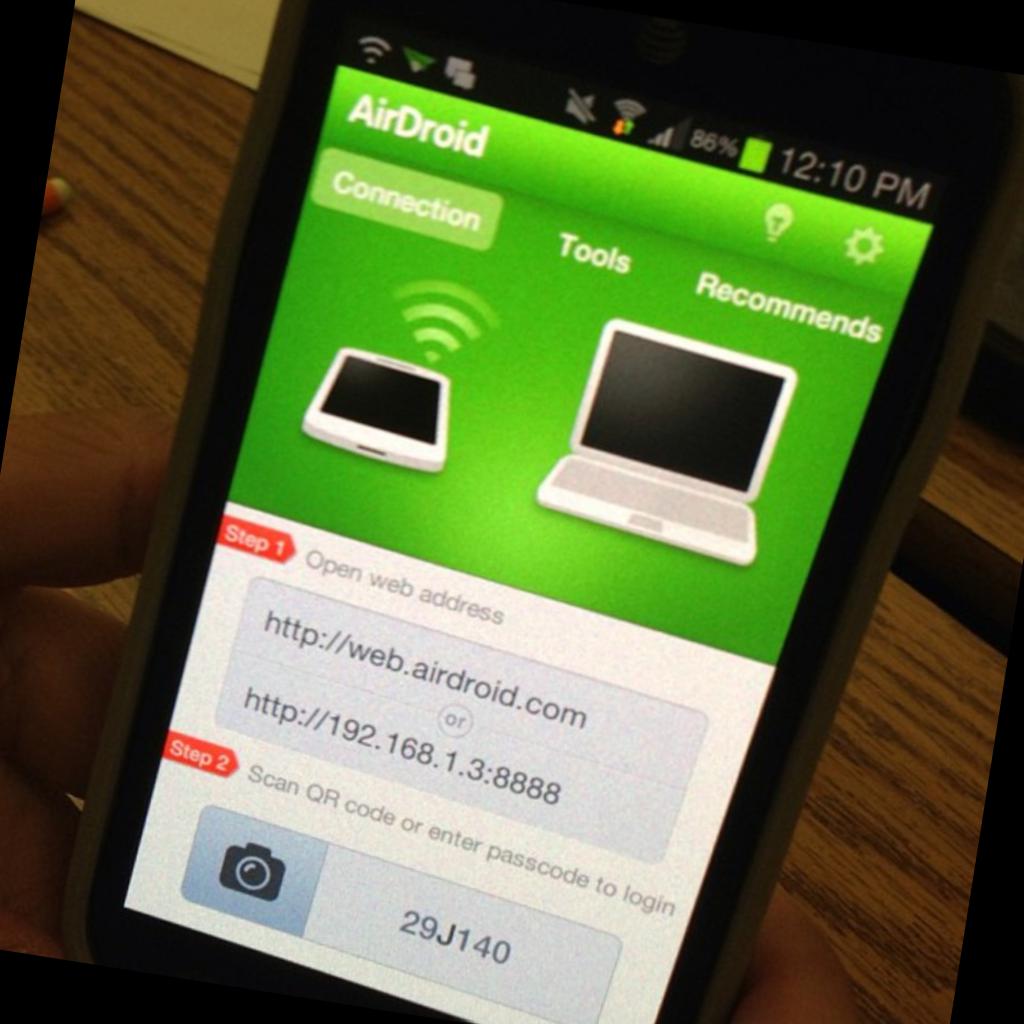 86% 12:10 PM
AirDroid
Connection Tools Recommends
Step 1 Open web address
http://web.airdroid.com
or
http://192.168.1.3:8888
Step 2 Scan QR code or enter passcode to login
29J140